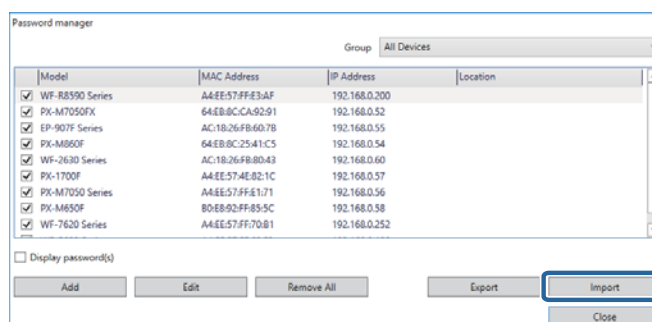 Password manager
Group All Devices
Model MAC Address IP Address Location
WF-R8590 Series A4:EE:57:FF:E3:AF 192.168.0.200
PX-M7050FX 64:EB:8C:CA:92:91 192.168.0.52
EP-907F Series AC:18:26:FB:60:7B 192.168.0.55
PX-M860F 64:EB:8C:25:41:C5 192.168.0.54
WF-2630 Series AC:18:26:FB:80:43 192.168.0.60
PX-1700F A4:EE:57:4E:82:1C 192.168.0.57
PX-M7050 Series A4:EE:57:FF:E1:71 192.168.0.56
PX-M650F B0:E8:92:FF:85:5C 192.168.0.58
WF-7620 Series A4:EE:57:FF:70:B1 192.168.0.252
Display password(s)
Add Edit Remove All Export Import
Close